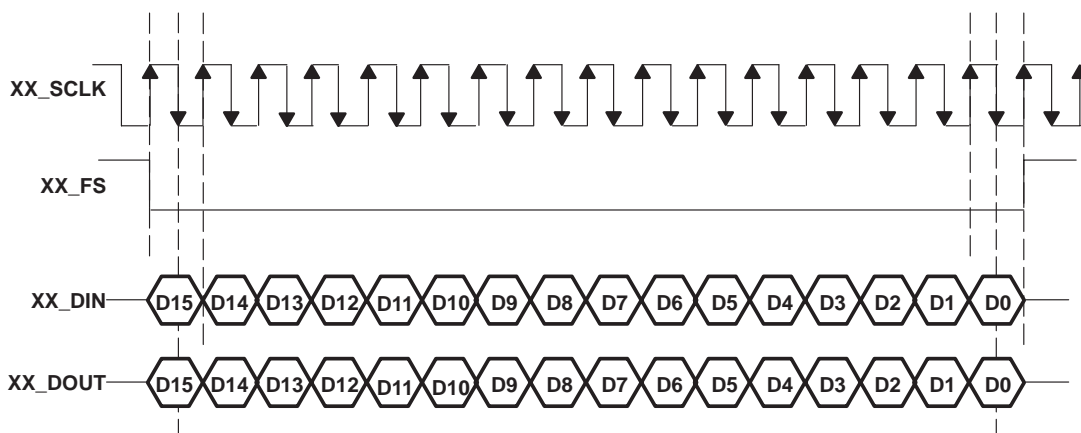 XX_SCLK
XX_FS
XX_DIN D15 D14 D13 D12 D11 D10 D9 D8 D7 D6 D5 D4 D3 D2 D1 D0
XX_DOUT D15 D14 D13 D12 D11 D10 D9 D8 D7 D6 D5 D4 D3 D2 D1 D0